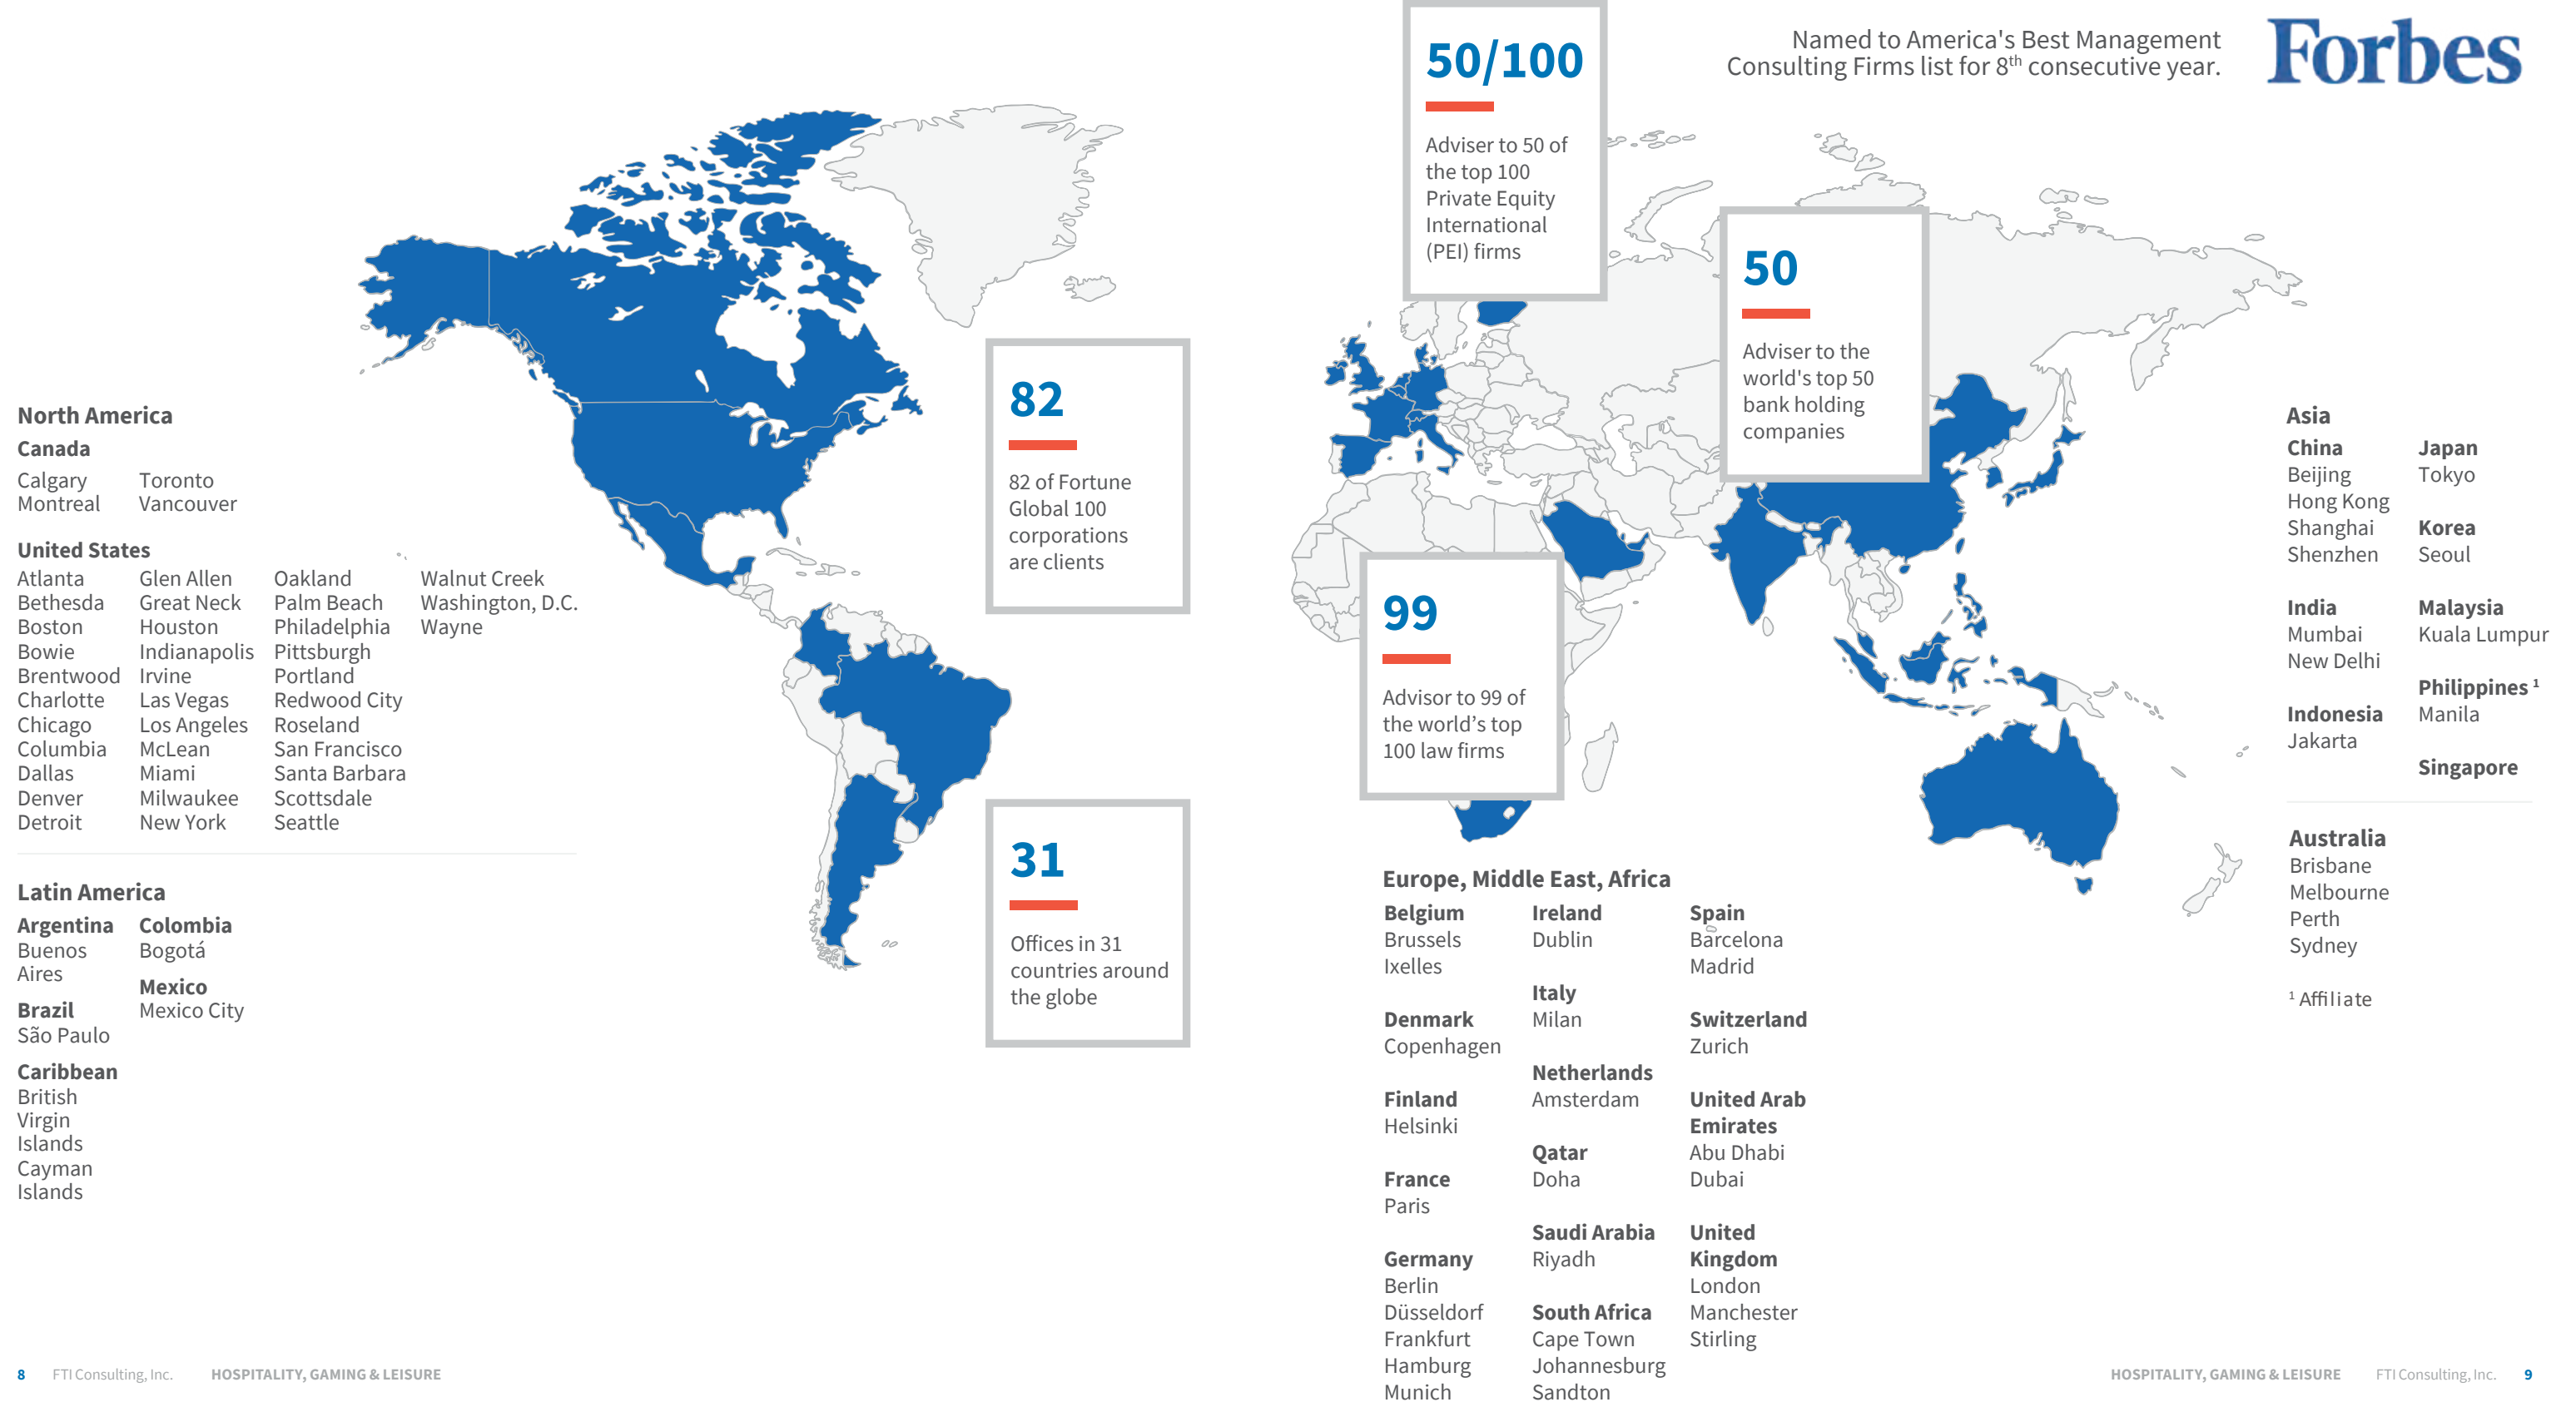 50/100
Adviser to 50 of
the top 100
Private Equity
International
(PEI) firms
Named to America's Best Management
Consulting Firms list for 8th consecutive year.
Forbes
50
Adviser to the
world's top 50
bank holding
companies
82
82 of Fortune
Global 100
corporations
are clients
99
Advisor to 99 of
the world’s top
100 law firms
31
Offices in 31
countries around
the globe
North America
Canada
Calgary
Montreal
Toronto
Vancouver
United States
Atlanta
Bethesda
Boston
Bowie
Brentwood
Charlotte
Chicago
Columbia
Dallas
Denver
Detroit
Glen Allen
Great Neck
Houston
Indianapolis
Irvine
Las Vegas
Los Angeles
McLean
Miami
Milwaukee
New York
Oakland
Palm Beach
Philadelphia
Pittsburgh
Portland
Redwood City
Roseland
San Francisco
Santa Barbara
Scottsdale
Seattle
Walnut Creek
Washington, D.C.
Wayne
Latin America
Argentina
Buenos
Aires
Brazil
São Paulo
Caribbean
British
Virgin
Islands
Cayman
Islands
Colombia
Bogotá
Mexico
Mexico City
Europe, Middle East, Africa
Belgium
Brussels
Ixelles
Denmark
Copenhagen
Finland
Helsinki
France
Paris
Germany
Berlin
Düsseldorf
Frankfurt
Hamburg
Munich
Ireland
Dublin
Italy
Milan
Netherlands
Amsterdam
Qatar
Doha
Saudi Arabia
Riyadh
South Africa
Cape Town
Johannesburg
Sandton
Spain
Barcelona
Madrid
Switzerland
Zurich
United Arab
Emirates
Abu Dhabi
Dubai
United
Kingdom
London
Manchester
Stirling
Asia
China
Beijing
Hong Kong
Shanghai
Shenzhen
India
Mumbai
New Delhi
Indonesia
Jakarta
Japan
Tokyo
Korea
Seoul
Malaysia
Kuala Lumpur
Philippines 1
Manila
Singapore
Australia
Brisbane
Melbourne
Perth
Sydney
1 Affiliate
8 FTI Consulting, Inc. HOSPITALITY, GAMING & LEISURE
HOSPITALITY, GAMING & LEISURE FTI Consulting, Inc. 9